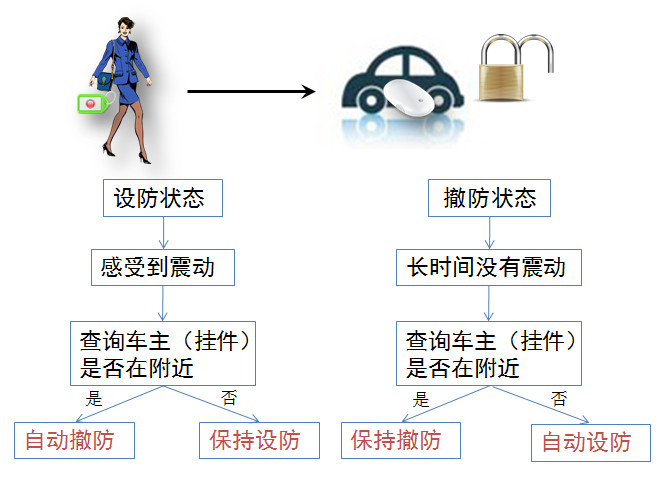 设防状态
感受到震动
查询车主（挂件）
是否在附近
是
否
自动撤防
保持设防
撤防状态
长时间没有震动
查询车主（挂件）
是否在附近
是
否
保持撤防
自动设防